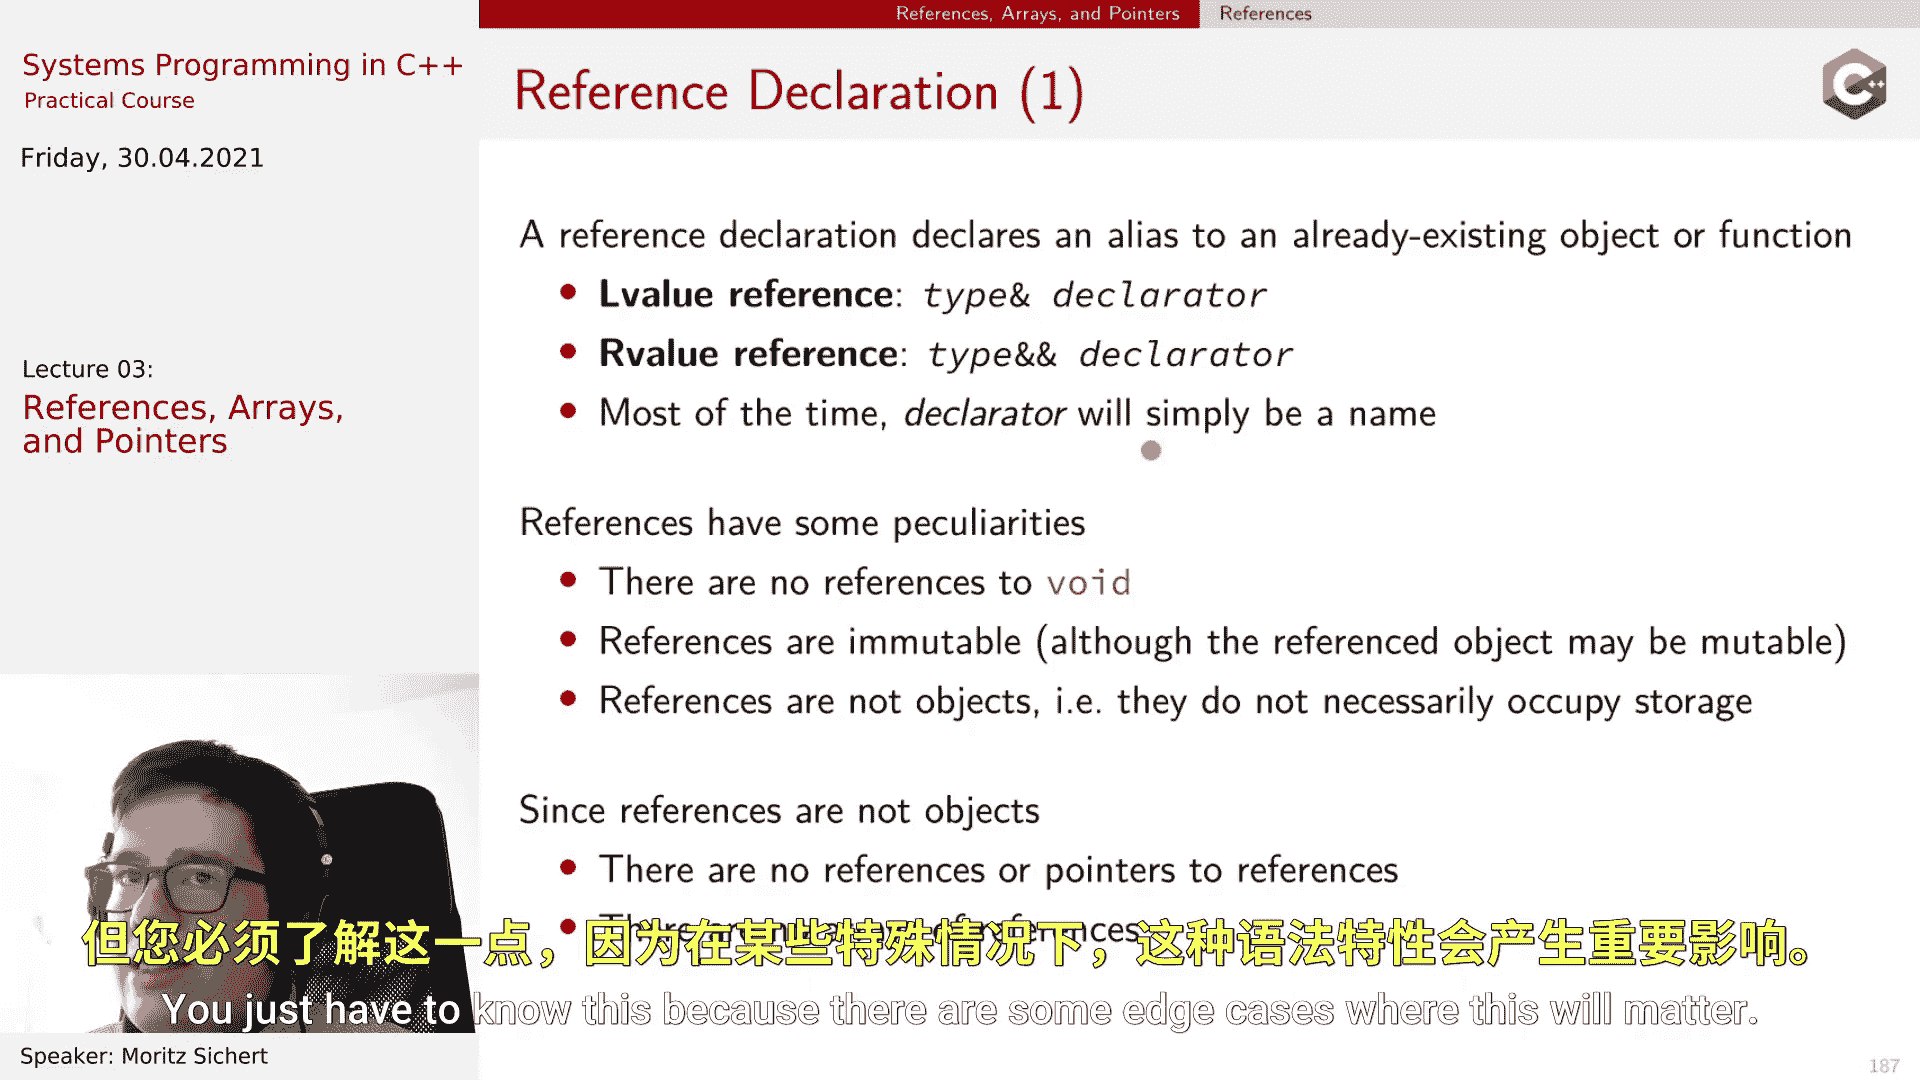 References, Arrays, and Pointers
References
Systems Programming in C++
Practical Course
Friday, 30.04.2021
Lecture 03:
References, Arrays,
and Pointers
Reference Declaration (1)
C++
A reference declaration declares an alias to an already-existing object or function
• Lvalue reference: type& declarator
• Rvalue reference: type&& declarator
• Most of the time, declarator will simply be a name
References have some peculiarities
• There are no references to void
• References are immutable (although the referenced object may be mutable)
• References are not objects, i.e. they do not necessarily occupy storage
Since references are not objects
• There are no references or pointers to references
• There are no arrays of references
但您必须了解这一点，因为在某些特殊情况下，这种语法特性会产生重要影响。
You just have to know this because there are some edge cases where this will matter.
Speaker: Moritz Sichert
187